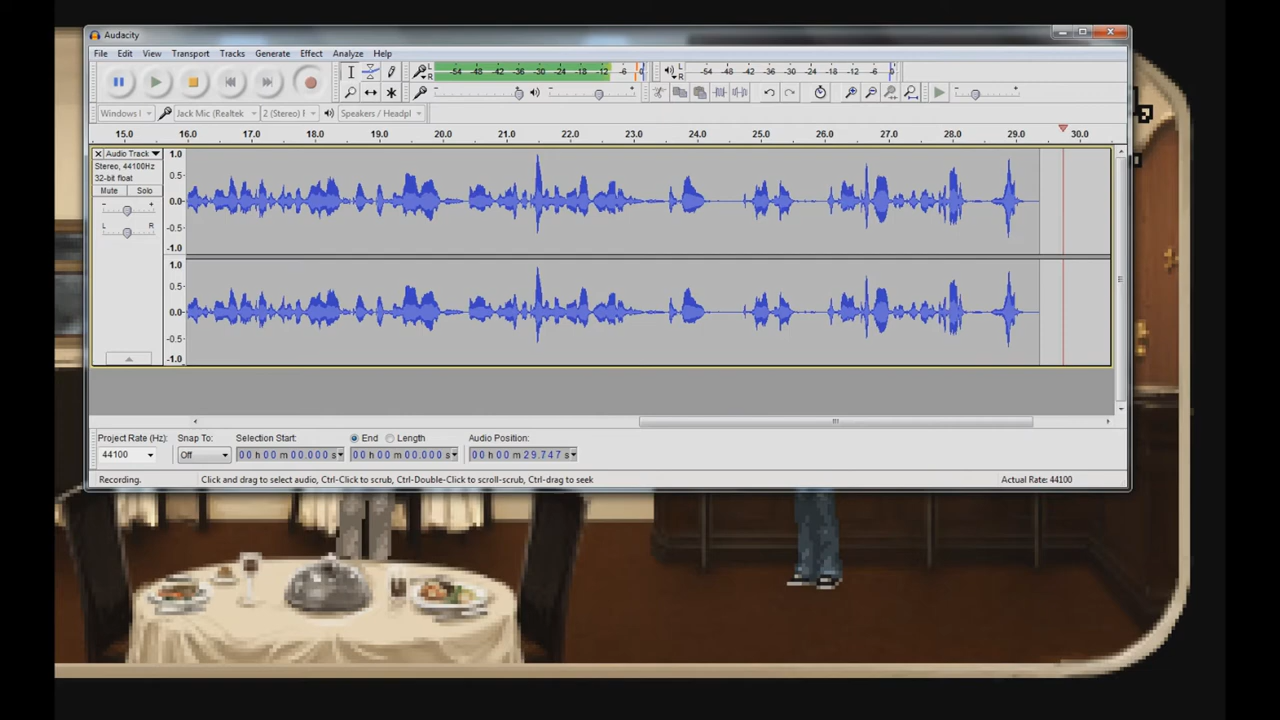 Audacity
File Edit View Transport Tracks Generate Effect Analyze Help
L R -54 -48 -42 -36 -30 -24 -18 -12 -6 0 L R -54 -48 -42 -36 -30 -24 -18 -12 -6 0
Jack Mic (Realtek 2 (Stereo) Speakers / Headpl
15.0 16.0 17.0 18.0 19.0 20.0 21.0 22.0 23.0 24.0 25.0 26.0 27.0 28.0 29.0 30.0
Audio Track
Stereo, 44100Hz
32-bit float
Mute Solo
- +
L R
1.0
0.5
0.0
-0.5
-1.0
1.0
0.5
0.0
-0.5
-1.0
Project Rate (Hz): Snap To: Selection Start: End Length Audio Position:
44100 Off 00 h 00 m 00.000 s 00 h 00 m 00.000 s 00 h 00 m 29.747 s
Recording. Click and drag to select audio, Ctrl-Click to scrub, Ctrl-Double-Click to scroll-scrub, Ctrl-drag to seek Actual Rate: 44100